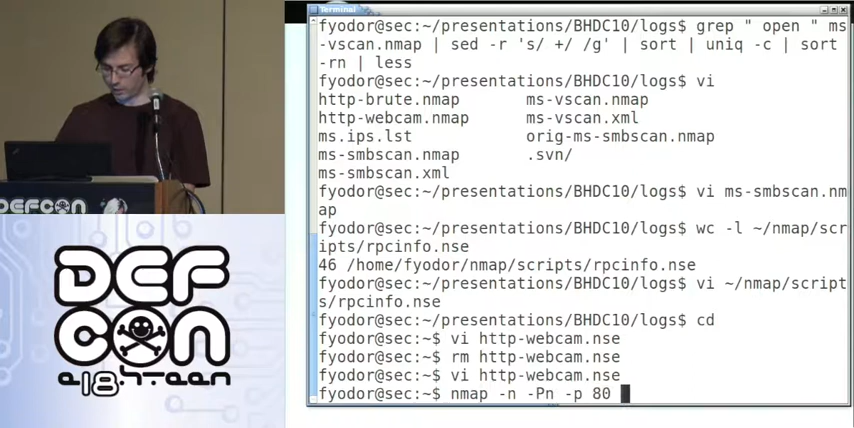 Terminal
fyodor@sec:~/presentations/BHDC10/logs$ grep " open " ms
-vscan.nmap | sed -r 's/ +/ /g' | sort | uniq -c | sort
-rn | less
fyodor@sec:~/presentations/BHDC10/logs$ vi
http-brute.nmap ms-vscan.nmap
http-webcam.nmap ms-vscan.xml
ms.ips.lst orig-ms-smbscan.nmap
ms-smbscan.nmap .svn/
ms-smbscan.xml
fyodor@sec:~/presentations/BHDC10/logs$ vi ms-smbscan.nm
ap
fyodor@sec:~/presentations/BHDC10/logs$ wc -l ~/nmap/scr
ipts/rpcinfo.nse
46 /home/fyodor/nmap/scripts/rpcinfo.nse
fyodor@sec:~/presentations/BHDC10/logs$ vi ~/nmap/script
s/rpcinfo.nse
fyodor@sec:~/presentations/BHDC10/logs$ cd
fyodor@sec:~$ vi http-webcam.nse
fyodor@sec:~$ rm http-webcam.nse
fyodor@sec:~$ vi http-webcam.nse
fyodor@sec:~$ nmap -n -Pn -p 80
DEFCON
DEF
CON
e18.hteen